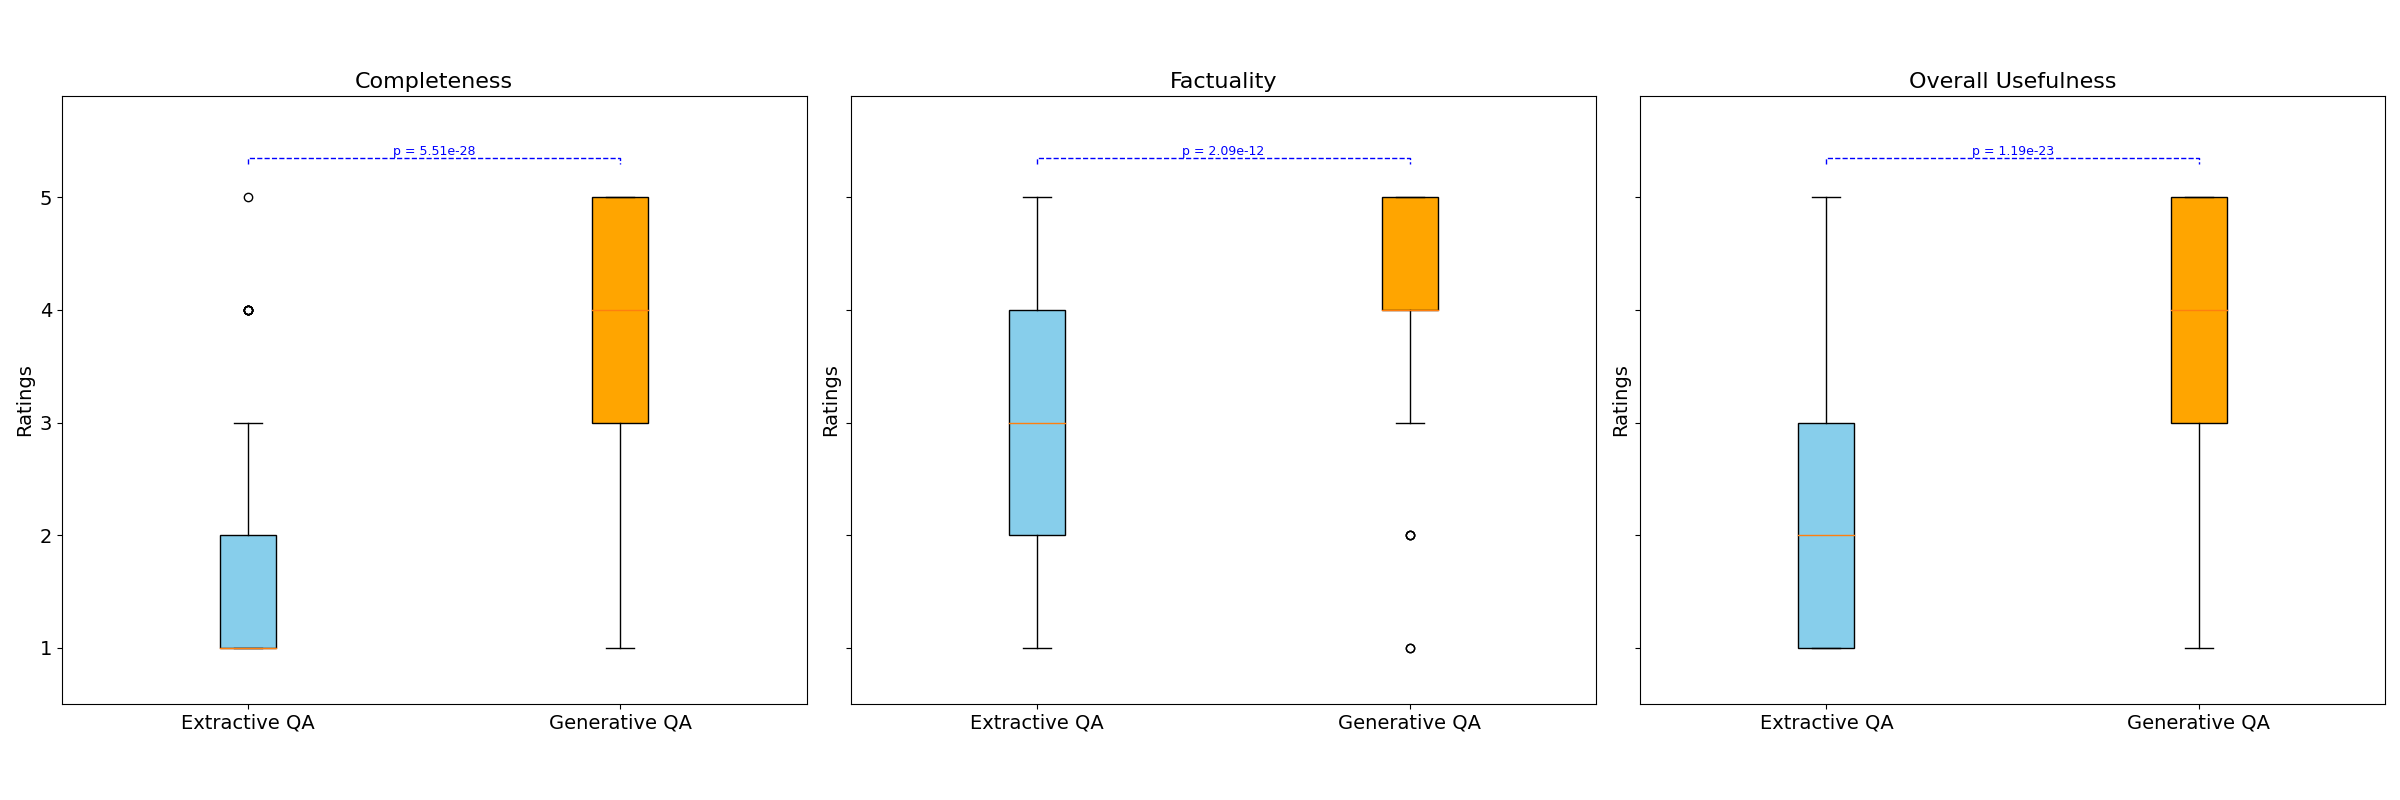 Completeness
p = 5.51e-28
5
4
3
2
1
Ratings
Extractive QA
Generative QA
Factuality
p = 2.09e-12
Ratings
Extractive QA
Generative QA
Overall Usefulness
p = 1.19e-23
Ratings
Extractive QA
Generative QA